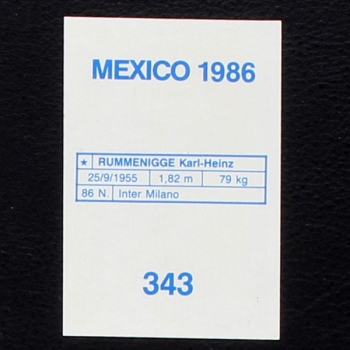 MEXICO 1986
★ RUMMENIGGE Karl-Heinz
25/9/1955 1,82 m 79 kg
86 N. Inter Milano
343